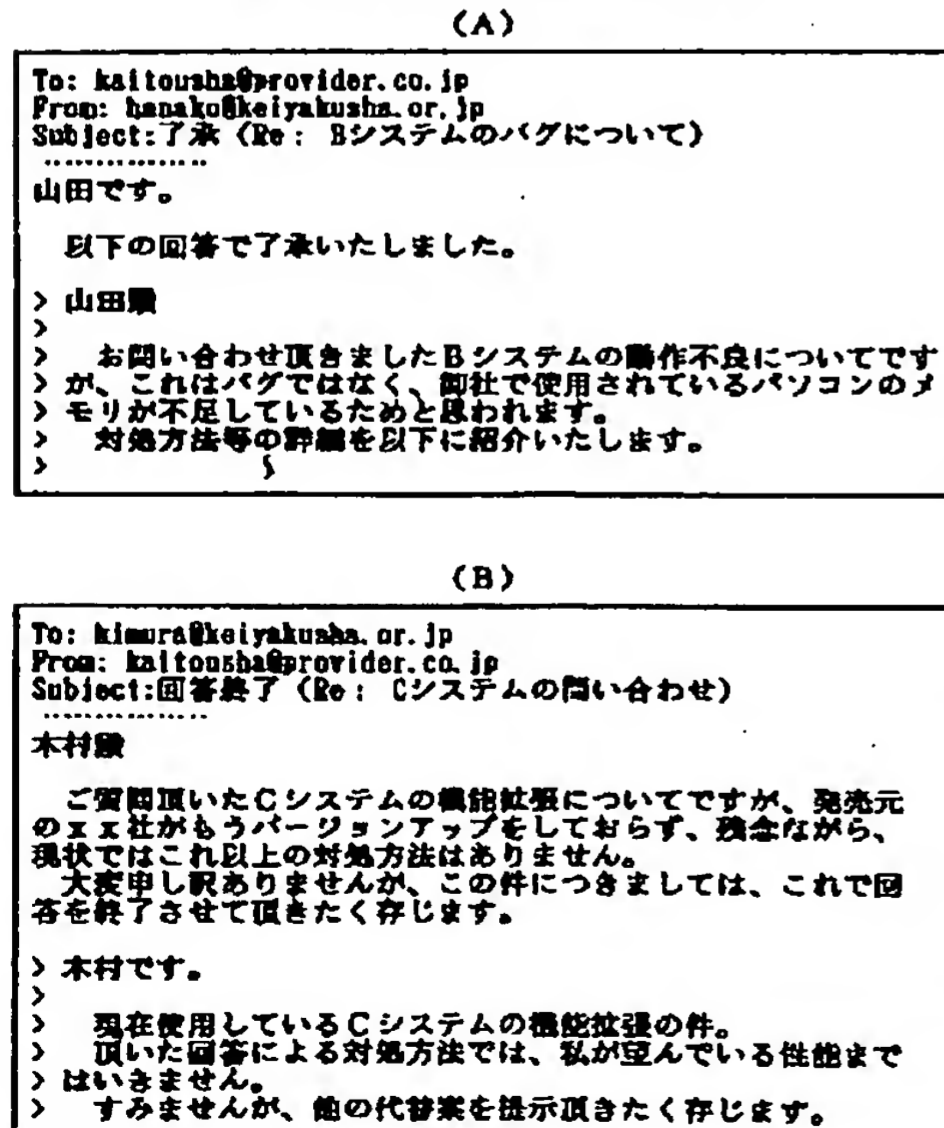 (A)
To: kaitousha@provider.co.jp
From: hanako@keiyakusha.or.jp
Subject:了承(Re: Bシステムのバグについて)
................
山田です。
以下の回答で了承いたしました。
> 山田殿
>
> お問い合わせ頂きましたBシステムの動作不良についてです
> が、これはバグではなく、御社で使用されているパソコンのメ
> モリが不足しているためと思われます。
> 対処方法等の詳細を以下に紹介いたします。
> 〜
(B)
To: kimura@keiyakusha.or.jp
From: kaitousha@provider.co.jp
Subject:回答終了(Re: Cシステムの問い合わせ)
................
木村殿
ご質問頂いたCシステムの機能拡張についてですが、発売元
のxx社がもうバージョンアップをしておらず、残念ながら、
現状ではこれ以上の対処方法はありません。
大変申し訳ありませんが、この件につきましては、これで回
答を終了させて頂きたく存じます。
> 木村です。
>
> 現在使用しているCシステムの機能拡張の件。
> 頂いた回答による対処方法では、私が望んでいる性能まで
> はいきません。
> すみませんが、他の代替案を提示頂きたく存じます。